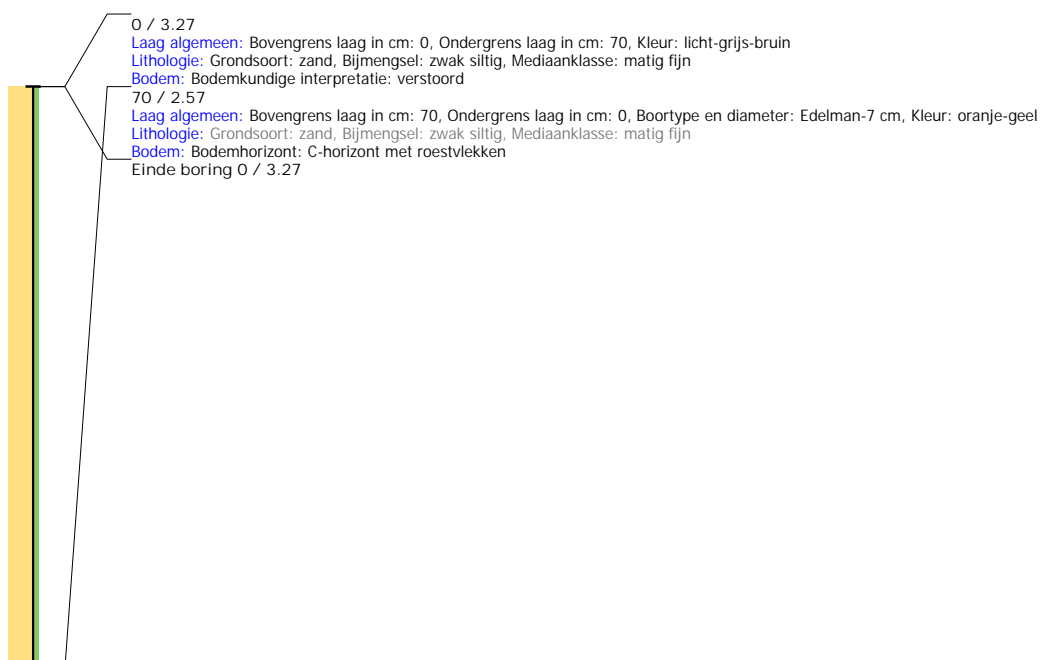 0 / 3.27
Laag algemeen: Bovengrens laag in cm: 0, Ondergrens laag in cm: 70, Kleur: licht-grijs-bruin
Lithologie: Grondsoort: zand, Bijmengsel: zwak siltig, Mediaanklasse: matig fijn
Bodem: Bodemkundige interpretatie: verstoord
70 / 2.57
Laag algemeen: Bovengrens laag in cm: 70, Ondergrens laag in cm: 0, Boortype en diameter: Edelman-7 cm, Kleur: oranje-geel
Lithologie: Grondsoort: zand, Bijmengsel: zwak siltig, Mediaanklasse: matig fijn
Bodem: Bodemhorizont: C-horizont met roestvlekken
Einde boring 0 / 3.27